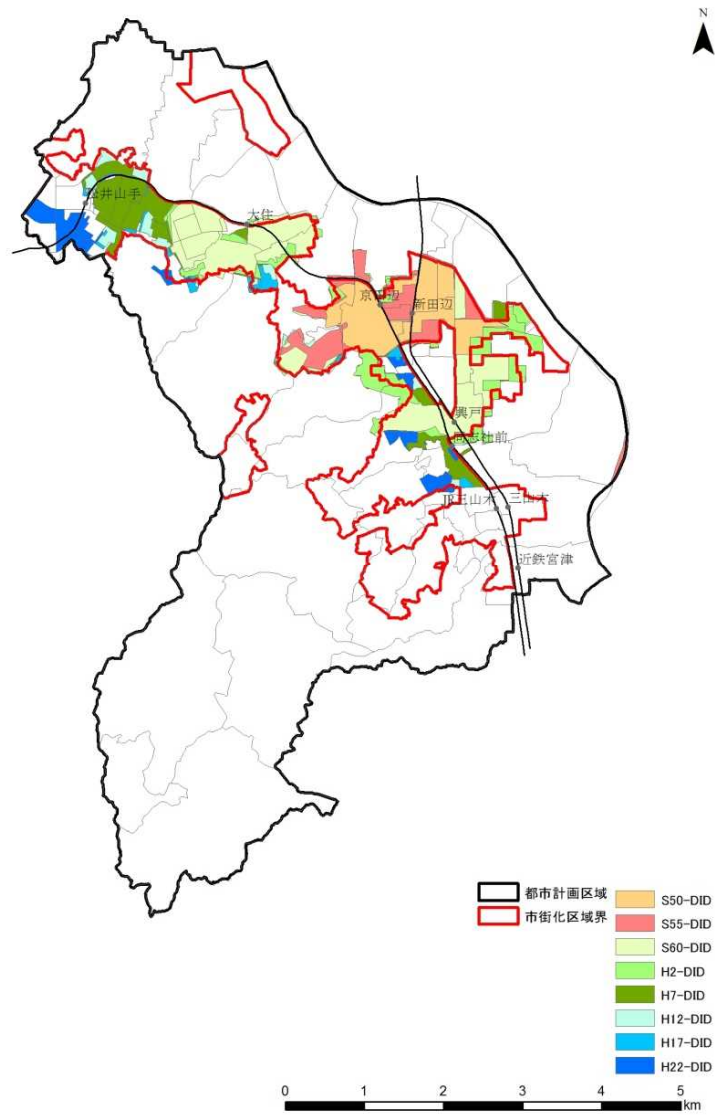 N
松井山手
大住
京田辺
新田辺
興戸
同志社前
JR三山木
三山木
近鉄宮津
都市計画区域
市街化区域界
S50-DID
S55-DID
S60-DID
H2-DID
H7-DID
H12-DID
H17-DID
H22-DID
0 1 2 3 4 5
km